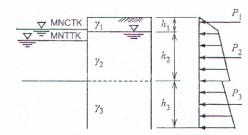 MNCTK
MNTTK
γ₁
γ₂
γ₃
h₁
h₂
h₃
P₁
P₂
P₃